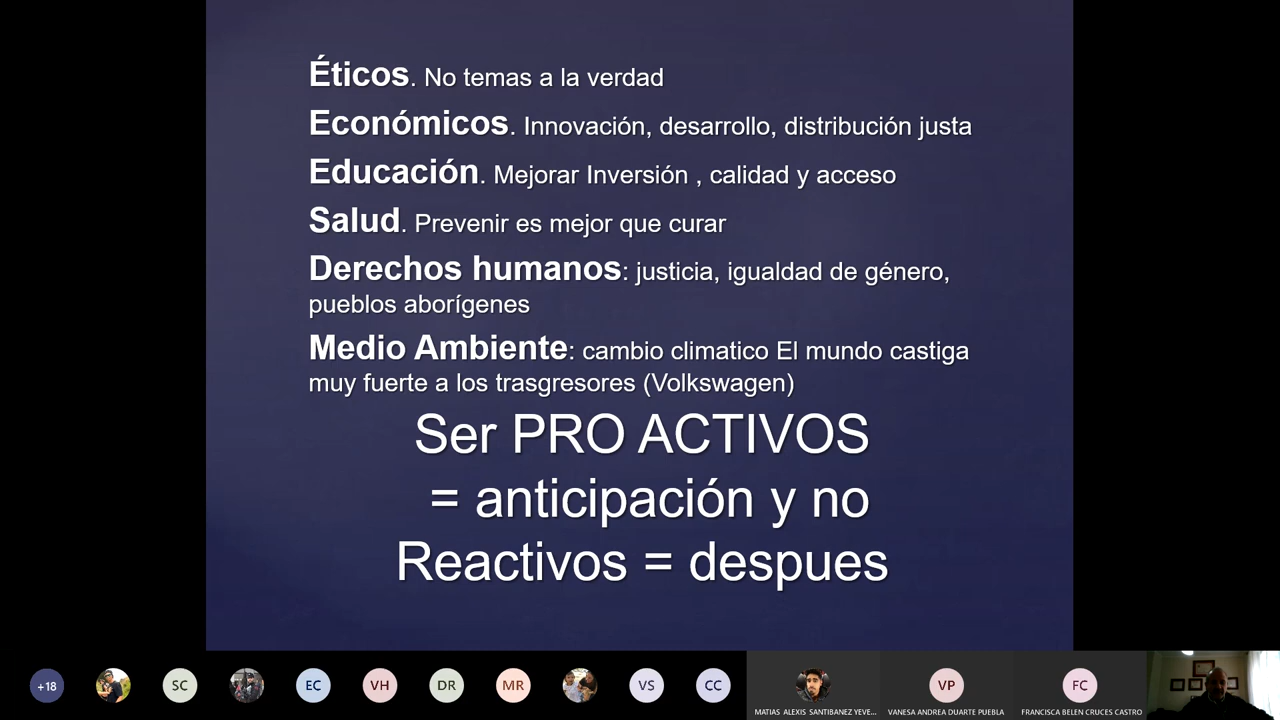 Éticos. No temas a la verdad
Económicos. Innovación, desarrollo, distribución justa
Educación. Mejorar Inversión , calidad y acceso
Salud. Prevenir es mejor que curar
Derechos humanos: justicia, igualdad de género,
pueblos aborígenes
Medio Ambiente: cambio climatico El mundo castiga
muy fuerte a los trasgresores (Volkswagen)
Ser PRO ACTIVOS
= anticipación y no
Reactivos = despues
+18 SC EC VH DR MR VS CC VP FC
MATIAS ALEXIS SANTIBANEZ YEVE... VANESA ANDREA DUARTE PUEBLA FRANCISCA BELEN CRUCES CASTRO